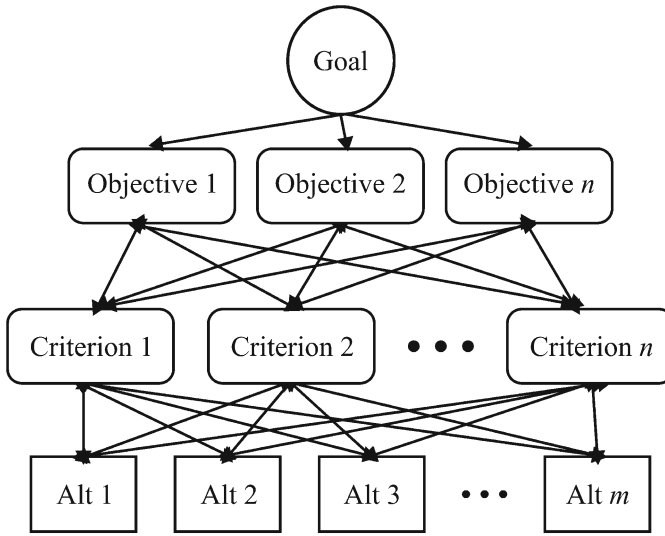 Goal
Objective 1
Objective 2
Objective n
Criterion 1
Criterion 2
Criterion n
Alt 1
Alt 2
Alt 3
Alt m